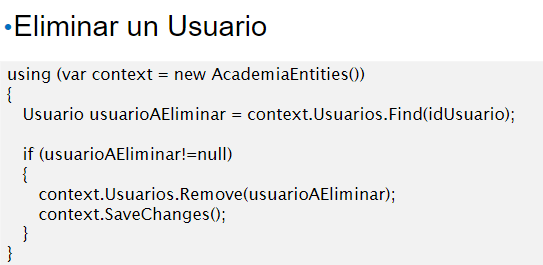 •Eliminar un Usuario
using (var context = new AcademiaEntities())
{
Usuario usuarioAEliminar = context.Usuarios.Find(idUsuario);
if (usuarioAEliminar!=null)
{
context.Usuarios.Remove(usuarioAEliminar);
context.SaveChanges();
}
}